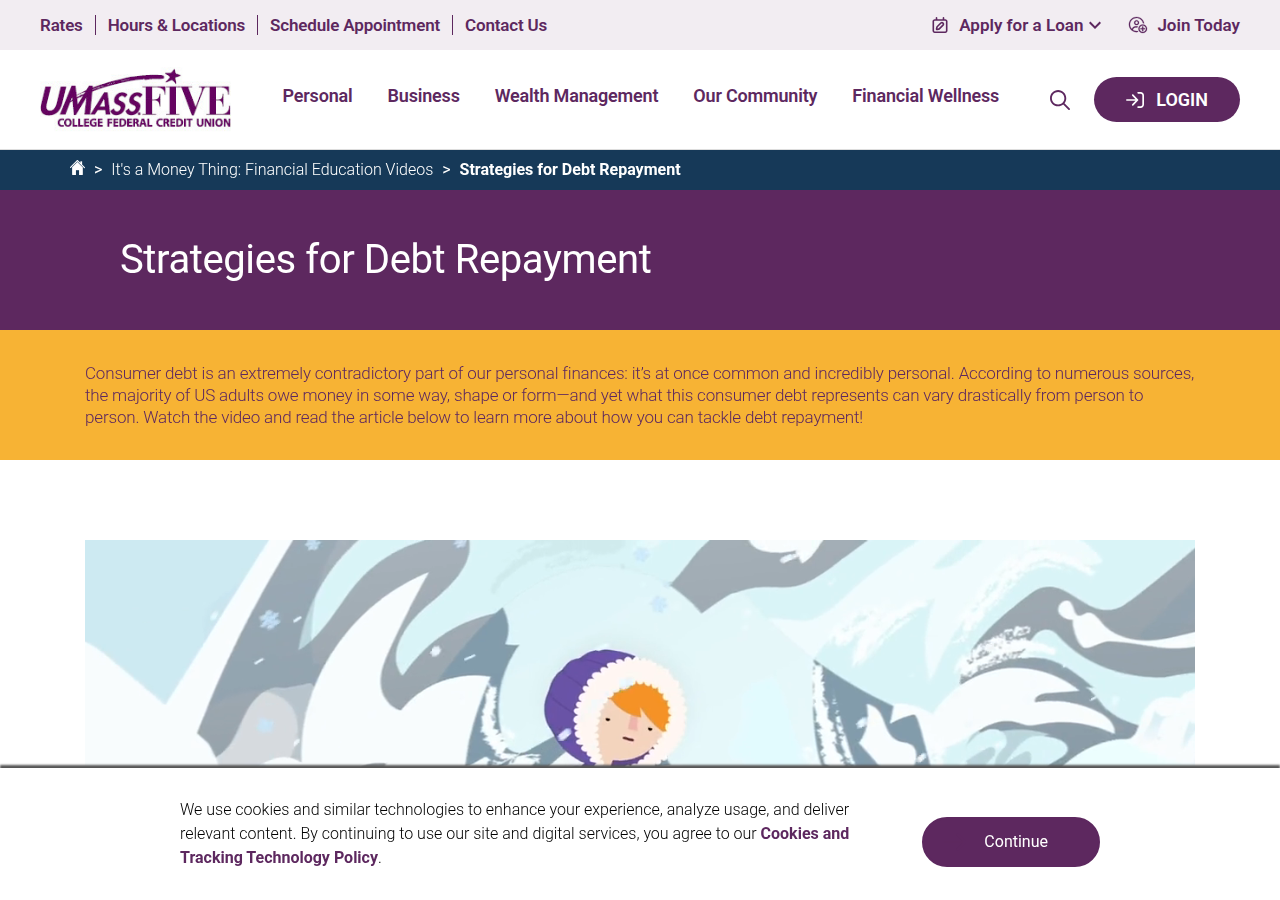 Rates
Hours & Locations
Schedule Appointment
Contact Us
Apply for a Loan
Join Today
UMASSFIVE
COLLEGE FEDERAL CREDIT UNION
Personal
Business
Wealth Management
Our Community
Financial Wellness
LOGIN
> It's a Money Thing: Financial Education Videos > Strategies for Debt Repayment
Strategies for Debt Repayment
Consumer debt is an extremely contradictory part of our personal finances: it’s at once common and incredibly personal. According to numerous sources,
the majority of US adults owe money in some way, shape or form—and yet what this consumer debt represents can vary drastically from person to
person. Watch the video and read the article below to learn more about how you can tackle debt repayment!
We use cookies and similar technologies to enhance your experience, analyze usage, and deliver
relevant content. By continuing to use our site and digital services, you agree to our Cookies and
Tracking Technology Policy.
Continue